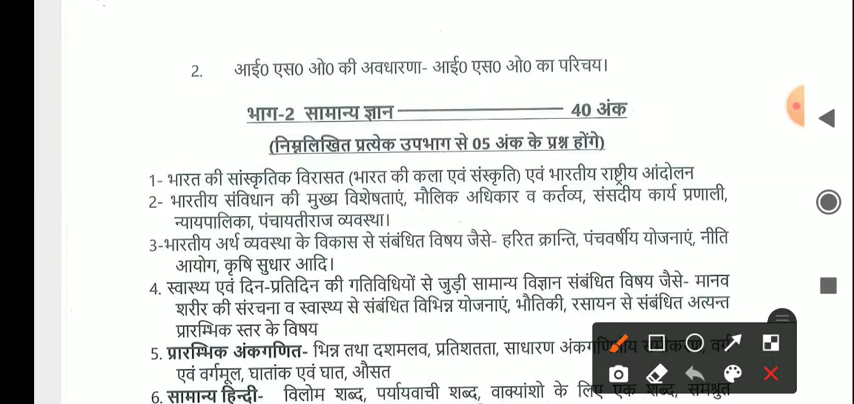 2. आई0 एस0 ओ0 की अवधारणा- आई0 एस0 ओ0 का परिचय।
भाग-2 सामान्य ज्ञान 40 अंक
(निम्नलिखित प्रत्येक उपभाग से 05 अंक के प्रश्न होंगे)
1- भारत की सांस्कृतिक विरासत (भारत की कला एवं संस्कृति) एवं भारतीय राष्ट्रीय आंदोलन
2- भारतीय संविधान की मुख्य विशेषताएं, मौलिक अधिकार व कर्तव्य, संसदीय कार्य प्रणाली,
न्यायपालिका, पंचायतीराज व्यवस्था।
3-भारतीय अर्थ व्यवस्था के विकास से संबंधित विषय जैसे- हरित क्रान्ति, पंचवर्षीय योजनाएं, नीति
आयोग, कृषि सुधार आदि।
4. स्वास्थ्य एवं दिन-प्रतिदिन की गतिविधियों से जुड़ी सामान्य विज्ञान संबंधित विषय जैसे- मानव
शरीर की संरचना व स्वास्थ्य से संबंधित विभिन्न योजनाएं, भौतिकी, रसायन से संबंधित अत्यन्त
प्रारम्भिक स्तर के विषय
5. प्रारम्भिक अंकगणित- भिन्न तथा दशमलव, प्रतिशतता, साधारण वर्ग
एवं वर्गमूल, घातांक एवं घात, औसत
6. सामान्य हिन्दी- विलोम शब्द, पर्यायवाची शब्द, वाक्यांशो के लिए एक शब्द, समश्रुत